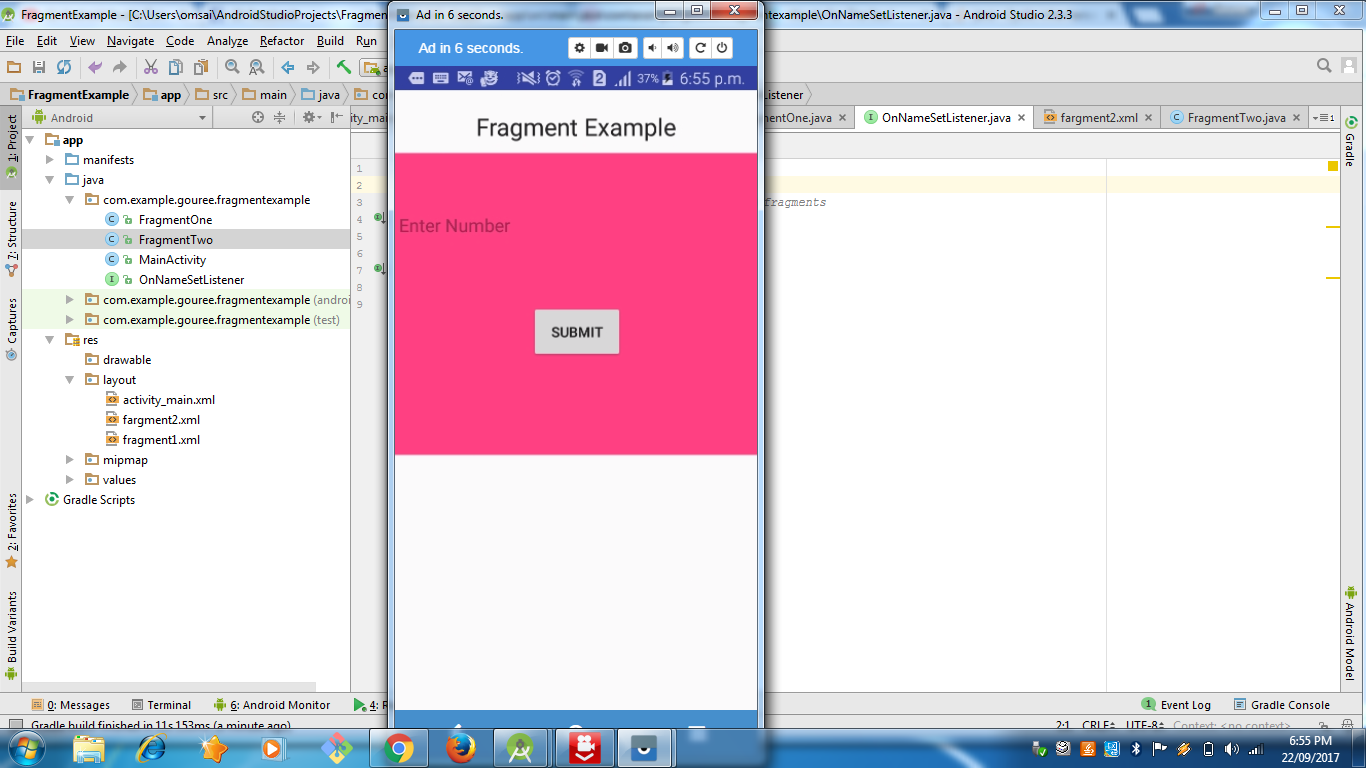 FragmentExample - [C:\Users\omsai\AndroidStudioProjects\Fragment
Ad in 6 seconds.
entexample\OnNameSetListener.java - Android Studio 2.3.3
File Edit View Navigate Code Analyze Refactor Build Run
Ad in 6 seconds.
37% 6:55 p.m.
FragmentExample app src main java co
Listener
Android
ity_mai
entOne.java
OnNameSetListener.java
fargment2.xml
FragmentTwo.java
1
1: Project
7: Structure
Captures
2: Favorites
Build Variants
app
manifests
java
com.example.gouree.fragmentexample
FragmentOne
FragmentTwo
MainActivity
OnNameSetListener
com.example.gouree.fragmentexample (androi
com.example.gouree.fragmentexample (test)
res
drawable
layout
activity_main.xml
fargment2.xml
fragment1.xml
mipmap
values
Gradle Scripts
1
2
3
4
5
6
7
8
9
Fragment Example
Enter Number
SUBMIT
fragments
Gradle
Android Model
0: Messages Terminal 6: Android Monitor 4: R
Event Log Gradle Console
Gradle build finished in 11s 153ms (a minute ago)
2:1 CRLF UTF-8 Context: <no context>
6:55 PM
22/09/2017